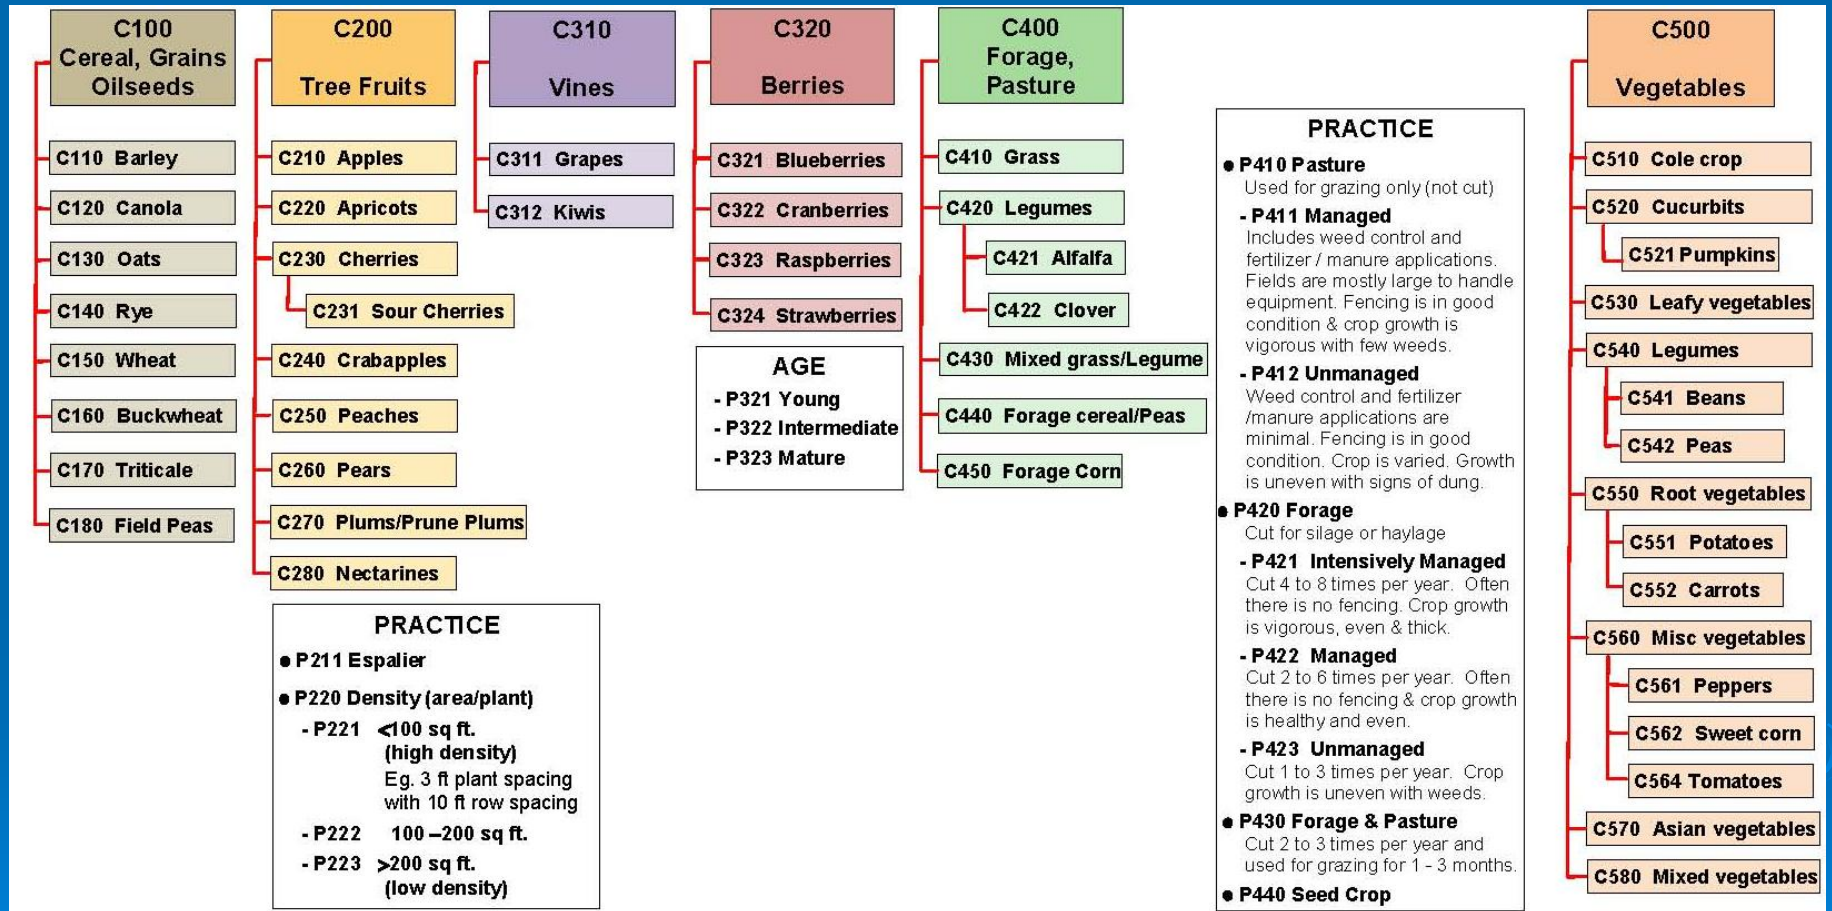 C100
Cereal, Grains
Oilseeds
C110 Barley
C120 Canola
C130 Oats
C140 Rye
C150 Wheat
C160 Buckwheat
C170 Triticale
C180 Field Peas
C200
Tree Fruits
C210 Apples
C220 Apricots
C230 Cherries
C231 Sour Cherries
C240 Crabapples
C250 Peaches
C260 Pears
C270 Plums/Prune Plums
C280 Nectarines
PRACTICE
● P211 Espalier
● P220 Density (area/plant)
- P221 <100 sq ft.
(high density)
Eg. 3 ft plant spacing
with 10 ft row spacing
- P222 100 –200 sq ft.
- P223 >200 sq ft.
(low density)
C310
Vines
C311 Grapes
C312 Kiwis
C320
Berries
C321 Blueberries
C322 Cranberries
C323 Raspberries
C324 Strawberries
AGE
- P321 Young
- P322 Intermediate
- P323 Mature
C400
Forage,
Pasture
C410 Grass
C420 Legumes
C421 Alfalfa
C422 Clover
C430 Mixed grass/Legume
C440 Forage cereal/Peas
C450 Forage Corn
PRACTICE
● P410 Pasture
Used for grazing only (not cut)
- P411 Managed
Includes weed control and
fertilizer / manure applications.
Fields are mostly large to handle
equipment. Fencing is in good
condition & crop growth is
vigorous with few weeds.
- P412 Unmanaged
Weed control and fertilizer
/manure applications are
minimal. Fencing is in good
condition. Crop is varied. Growth
is uneven with signs of dung.
● P420 Forage
Cut for silage or haylage
- P421 Intensively Managed
Cut 4 to 8 times per year. Often
there is no fencing. Crop growth
is vigorous, even & thick.
- P422 Managed
Cut 2 to 6 times per year. Often
there is no fencing & crop growth
is healthy and even.
- P423 Unmanaged
Cut 1 to 3 times per year. Crop
growth is uneven with weeds.
● P430 Forage & Pasture
Cut 2 to 3 times per year and
used for grazing for 1 - 3 months.
● P440 Seed Crop
C500
Vegetables
C510 Cole crop
C520 Cucurbits
C521 Pumpkins
C530 Leafy vegetables
C540 Legumes
C541 Beans
C542 Peas
C550 Root vegetables
C551 Potatoes
C552 Carrots
C560 Misc vegetables
C561 Peppers
C562 Sweet corn
C564 Tomatoes
C570 Asian vegetables
C580 Mixed vegetables